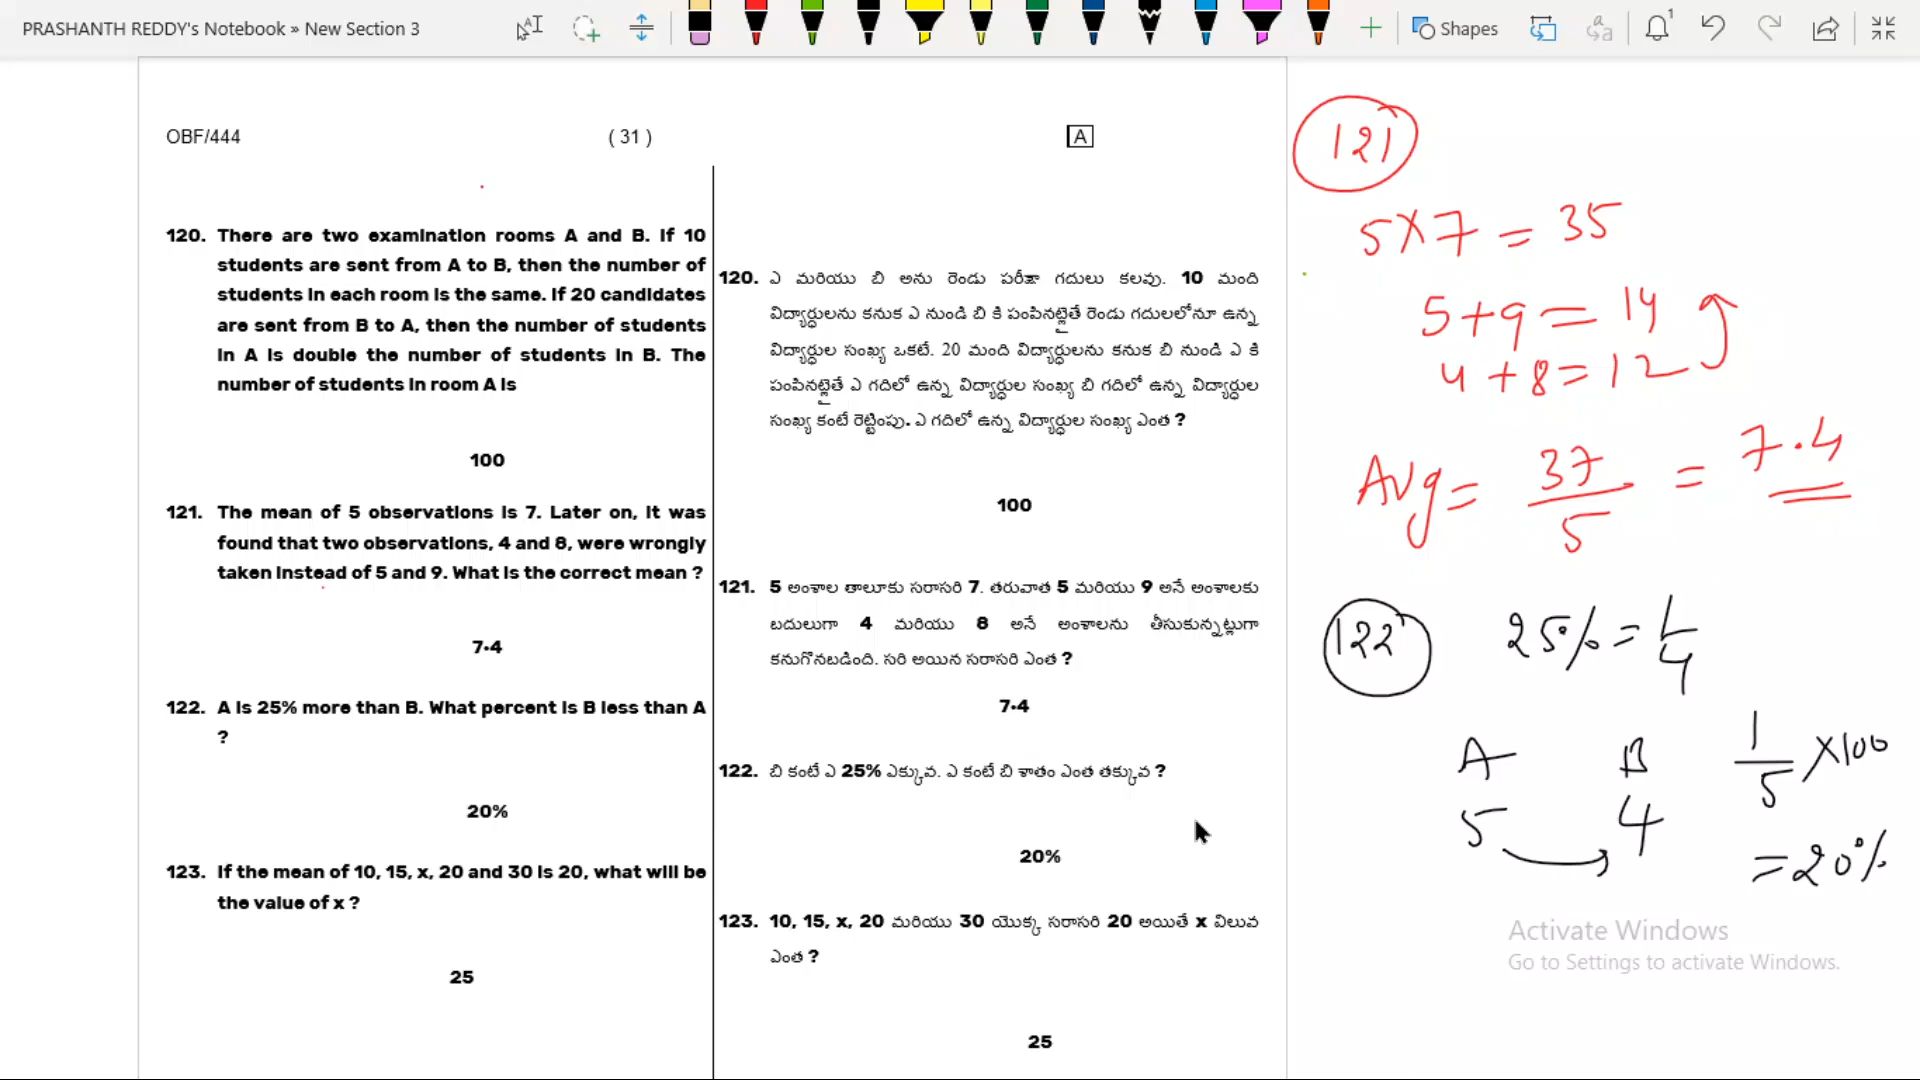 PRASHANTH REDDY's Notebook » New Section 3
Shapes
1
OBF/444
( 31 )
A
120. There are two examination rooms A and B. If 10
students are sent from A to B, then the number of
students in each room is the same. If 20 candidates
are sent from B to A, then the number of students
in A is double the number of students in B. The
number of students in room A is
100
121. The mean of 5 observations is 7. Later on, it was
found that two observations, 4 and 8, were wrongly
taken instead of 5 and 9. What is the correct mean ?
7·4
122. A is 25% more than B. What percent is B less than A
?
20%
123. If the mean of 10, 15, x, 20 and 30 is 20, what will be
the value of x ?
25
120. ఎ మరియు బి అను రెండు పరీక్షా గదులు కలవు. 10 మంది
విద్యార్ధులను కనుక ఎ నుండి బి కి పంపినట్లైతే రెండు గదులలోనూ ఉన్న
విద్యార్ధుల సంఖ్య ఒకటే. 20 మంది విద్యార్ధులను కనుక బి నుండి ఎ కి
పంపినట్లైతే ఎ గదిలో ఉన్న విద్యార్ధుల సంఖ్య బి గదిలో ఉన్న విద్యార్ధుల
సంఖ్య కంటే రెట్టింపు. ఎ గదిలో ఉన్న విద్యార్ధుల సంఖ్య ఎంత ?
100
121. 5 అంశాల తాలూకు సరాసరి 7. తరువాత 5 మరియు 9 అనే అంశాలకు
బదులుగా 4 మరియు 8 అనే అంశాలను తీసుకున్నట్లుగా
కనుగొనబడింది. సరి అయిన సరాసరి ఎంత ?
7·4
122. బి కంటే ఎ 25% ఎక్కువ. ఎ కంటే బి శాతం ఎంత తక్కువ ?
20%
123. 10, 15, x, 20 మరియు 30 యొక్క సరాసరి 20 అయితే x విలువ
ఎంత ?
25
121
5×7 = 35
5+9 = 14
4+8 = 12
Avg = 37/5 = 7.4
122
25% = 1/4
A B 1/5 ×100
5 4
=20%
Activate Windows
Go to Settings to activate Windows.